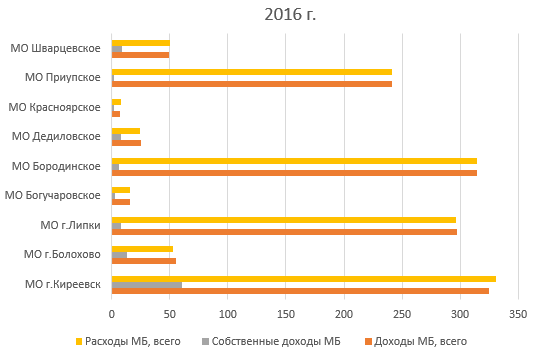 2016 г.
МО Шварцевское
МО Приупское
МО Красноярское
МО Дедиловское
МО Бородинское
МО Богучаровское
МО г.Липки
МО г.Болохово
МО г.Киреевск
0 50 100 150 200 250 300 350
Расходы МБ, всего Собственные доходы МБ Доходы МБ, всего